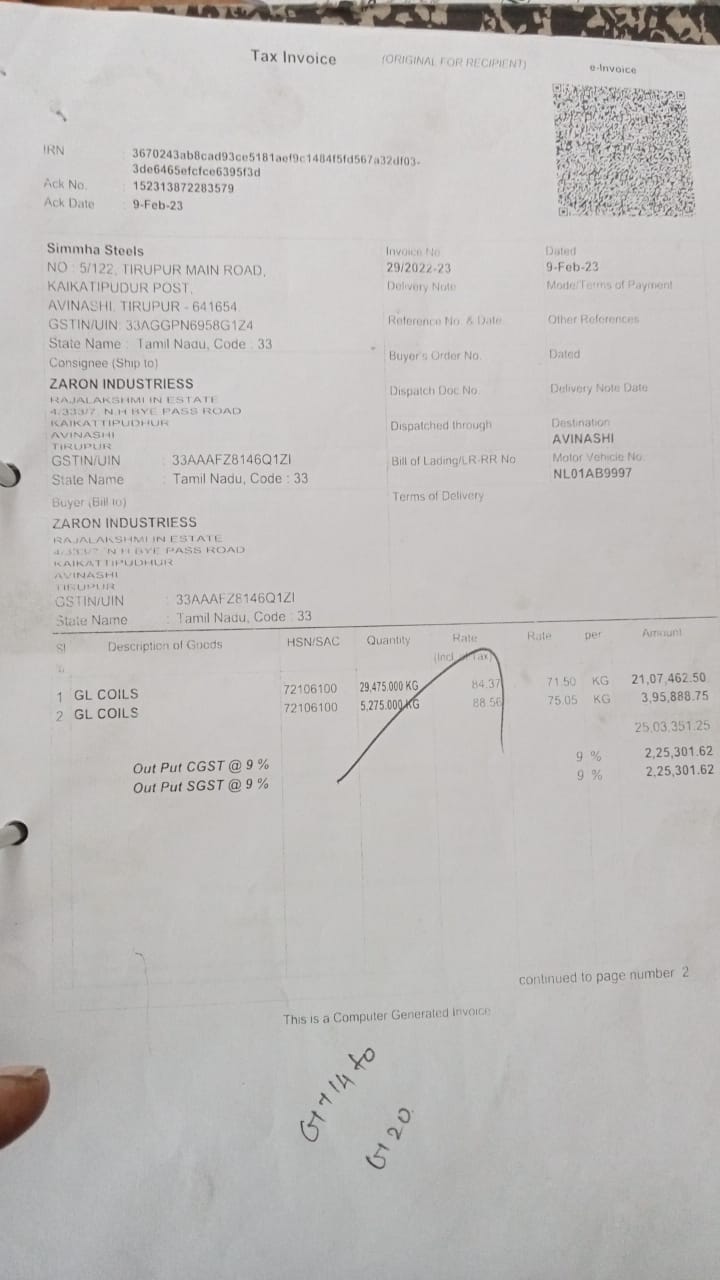 Tax Invoice (ORIGINAL FOR RECIPIENT) e-Invoice
IRN : 3670243ab8cad93ce5181aef9c1484f5fd567a32df03-
3de6465efcfce6395f3d
Ack No. : 152313872283579
Ack Date : 9-Feb-23
Simmha Steels
NO : 5/122, TIRUPUR MAIN ROAD,
KAIKATIPUDUR POST,
AVINASHI, TIRUPUR - 641654.
GSTIN/UIN: 33AGGPN6958G1Z4
State Name : Tamil Nadu, Code : 33
Invoice No. Dated
29/2022-23 9-Feb-23
Delivery Note Mode/Terms of Payment
Reference No. & Date. Other References
Buyer's Order No. Dated
Dispatch Doc No. Delivery Note Date
Dispatched through Destination
AVINASHI
Bill of Lading/LR-RR No. Motor Vehicle No.
NL01AB9997
Terms of Delivery
Consignee (Ship to)
ZARON INDUSTRIESS
RAJALAKSHMI IN ESTATE
4/333/7, N.H BYE PASS ROAD
KAIKATTIPUDHUR
AVINASHI
TIRUPUR
GSTIN/UIN : 33AAAFZ8146Q1ZI
State Name : Tamil Nadu, Code : 33
Buyer (Bill to)
ZARON INDUSTRIESS
RAJALAKSHMI IN ESTATE
4/333/7, N.H BYE PASS ROAD
KAIKATTIPUDHUR
AVINASHI
TIRUPUR
GSTIN/UIN : 33AAAFZ8146Q1ZI
State Name : Tamil Nadu, Code : 33
Sl Description of Goods HSN/SAC Quantity Rate Rate per Amount
(Incl. of Tax)
1 GL COILS 72106100 29,475.000 KG 84.37 71.50 KG 21,07,462.50
2 GL COILS 72106100 5,275.000 KG 88.56 75.05 KG 3,95,888.75
25,03,351.25
Out Put CGST @ 9 % 9 % 2,25,301.62
Out Put SGST @ 9 % 9 % 2,25,301.62
continued to page number 2
This is a Computer Generated Invoice
14 to
20